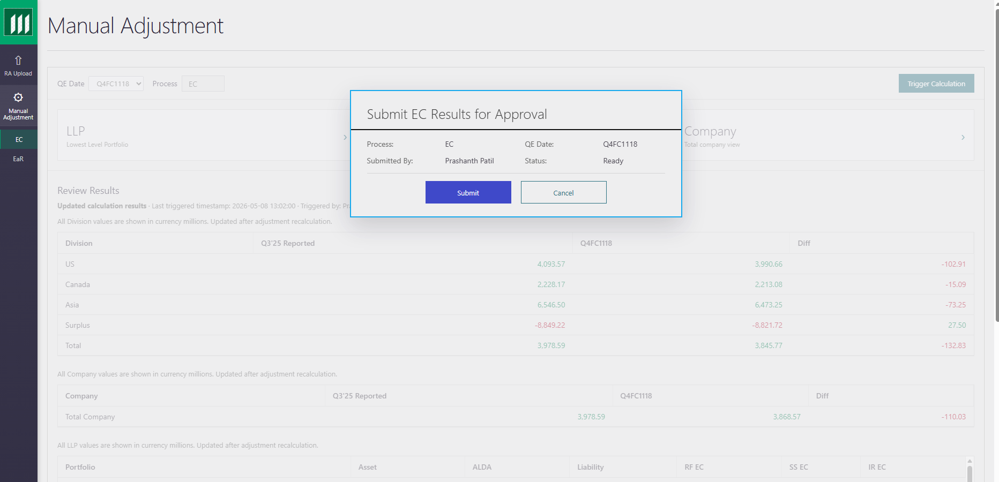 Manual Adjustment
RA Upload
Manual
Adjustment
EC
EaR
QE Date Q4FC1118 Process EC Trigger Calculation
LLP
Lowest Level Portfolio
Company
Total company view
Submit EC Results for Approval
Process: EC QE Date: Q4FC1118
Submitted By: Prashanth Patil Status: Ready
Submit Cancel
Review Results
Updated calculation results · Last triggered timestamp: 2026-05-08 13:02:00 · Triggered by:
All Division values are shown in currency millions. Updated after adjustment recalculation.
Division Q3'25 Reported Q4FC1118 Diff
US 4,093.57 3,990.66 -102.91
Canada 2,228.17 2,213.08 -15.09
Asia 6,546.50 6,473.25 -73.25
Surplus -8,849.22 -8,821.72 27.50
Total 3,978.59 3,845.77 -132.83
All Company values are shown in currency millions. Updated after adjustment recalculation.
Company Q3'25 Reported Q4FC1118 Diff
Total Company 3,978.59 3,868.57 -110.03
All LLP values are shown in currency millions. Updated after adjustment recalculation.
Portfolio Asset ALDA Liability RF EC SS EC IR EC